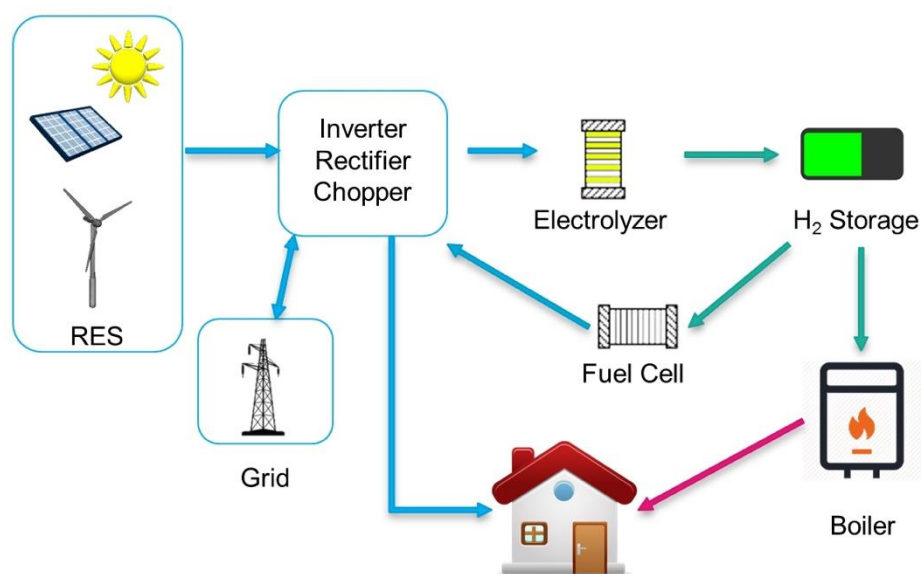 Inverter
Rectifier
Chopper
Electrolyzer
H₂ Storage
RES
Fuel Cell
Grid
Boiler